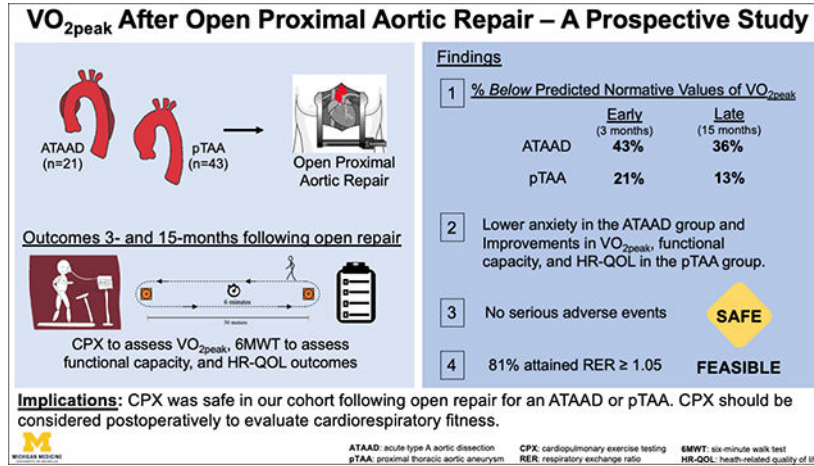 VO2peak After Open Proximal Aortic Repair – A Prospective Study
ATAAD
(n=21)
pTAA
(n=43)
Open Proximal
Aortic Repair
Outcomes 3- and 15-months following open repair
6 minutes
30 meters
CPX to assess VO2peak, 6MWT to assess
functional capacity, and HR-QOL outcomes
Findings
1 % Below Predicted Normative Values of VO2peak
Early Late
(3 months) (15 months)
ATAAD 43% 36%
pTAA 21% 13%
2 Lower anxiety in the ATAAD group and
Improvements in VO2peak, functional
capacity, and HR-QOL in the pTAA group.
3 No serious adverse events SAFE
4 81% attained RER ≥ 1.05 FEASIBLE
Implications: CPX was safe in our cohort following open repair for an ATAAD or pTAA. CPX should be
considered postoperatively to evaluate cardiorespiratory fitness.
M
MICHIGAN MEDICINE
UNIVERSITY OF MICHIGAN
ATAAD: acute type A aortic dissection CPX: cardiopulmonary exercise testing 6MWT: six-minute walk test
pTAA: proximal thoracic aortic aneurysm RER: respiratory exchange ratio HR-QOL: heath-related quality of lif